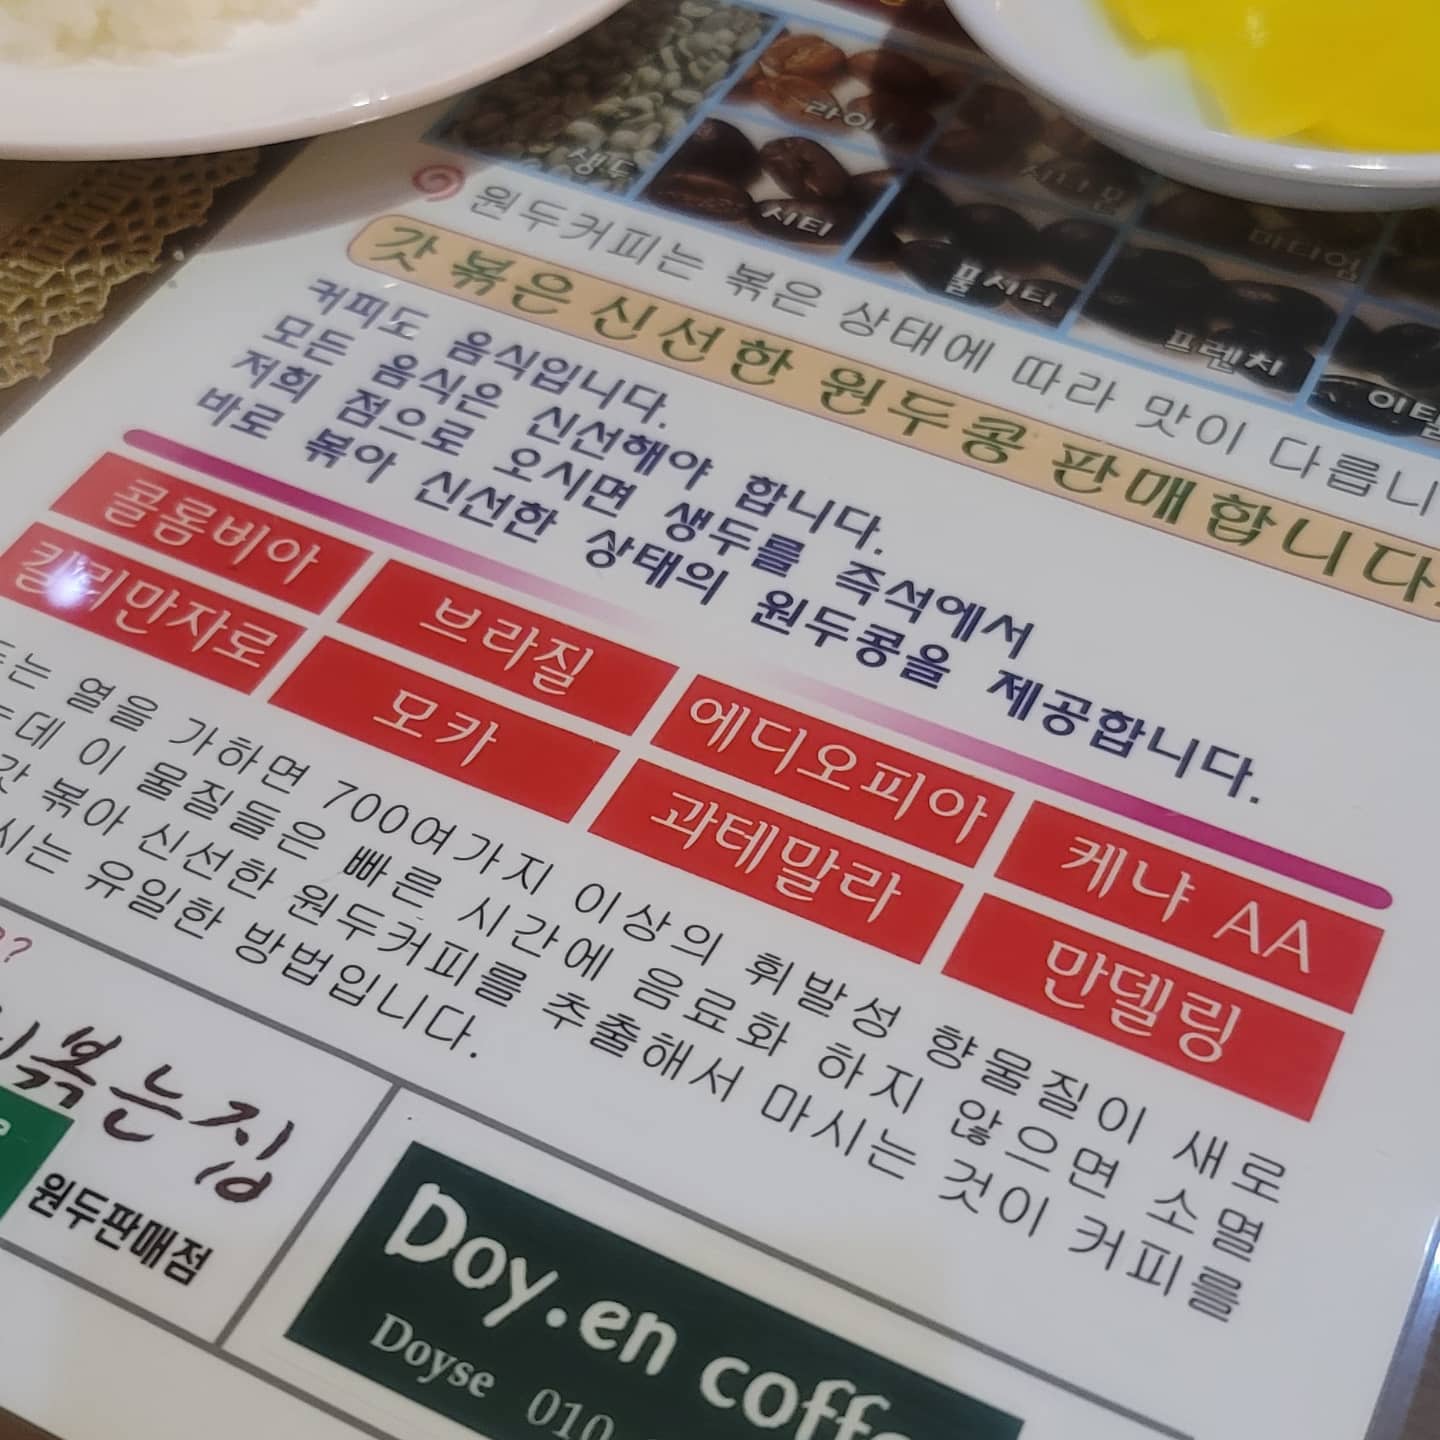 생두
시티
풀시티
프렌치
원두커피는 볶은 상태에 따라 맛이
갓 볶은 신선한 원두콩 판매합니다.
커피도 음식입니다.
모든 음식은 신선해야 합니다.
저희 점으로 오시면 생두를 즉석에서
바로 볶아 신선한 상태의 원두콩을 제공합니다.
콜롬비아 브라질 에디오피아 케냐 AA
킬리만자로 모카 과테말라 만델링
열을 가하면 700여가지 이상의 휘발성 향물질이 새로
이 물질들은 빠른 시간에 음료화 하지 않으면 소멸
갓 볶아 신선한 원두커피를 추출해서 마시는 것이 커피를
유일한 방법입니다.
볶는집
원두판매점
Doy.en
Doyse 010